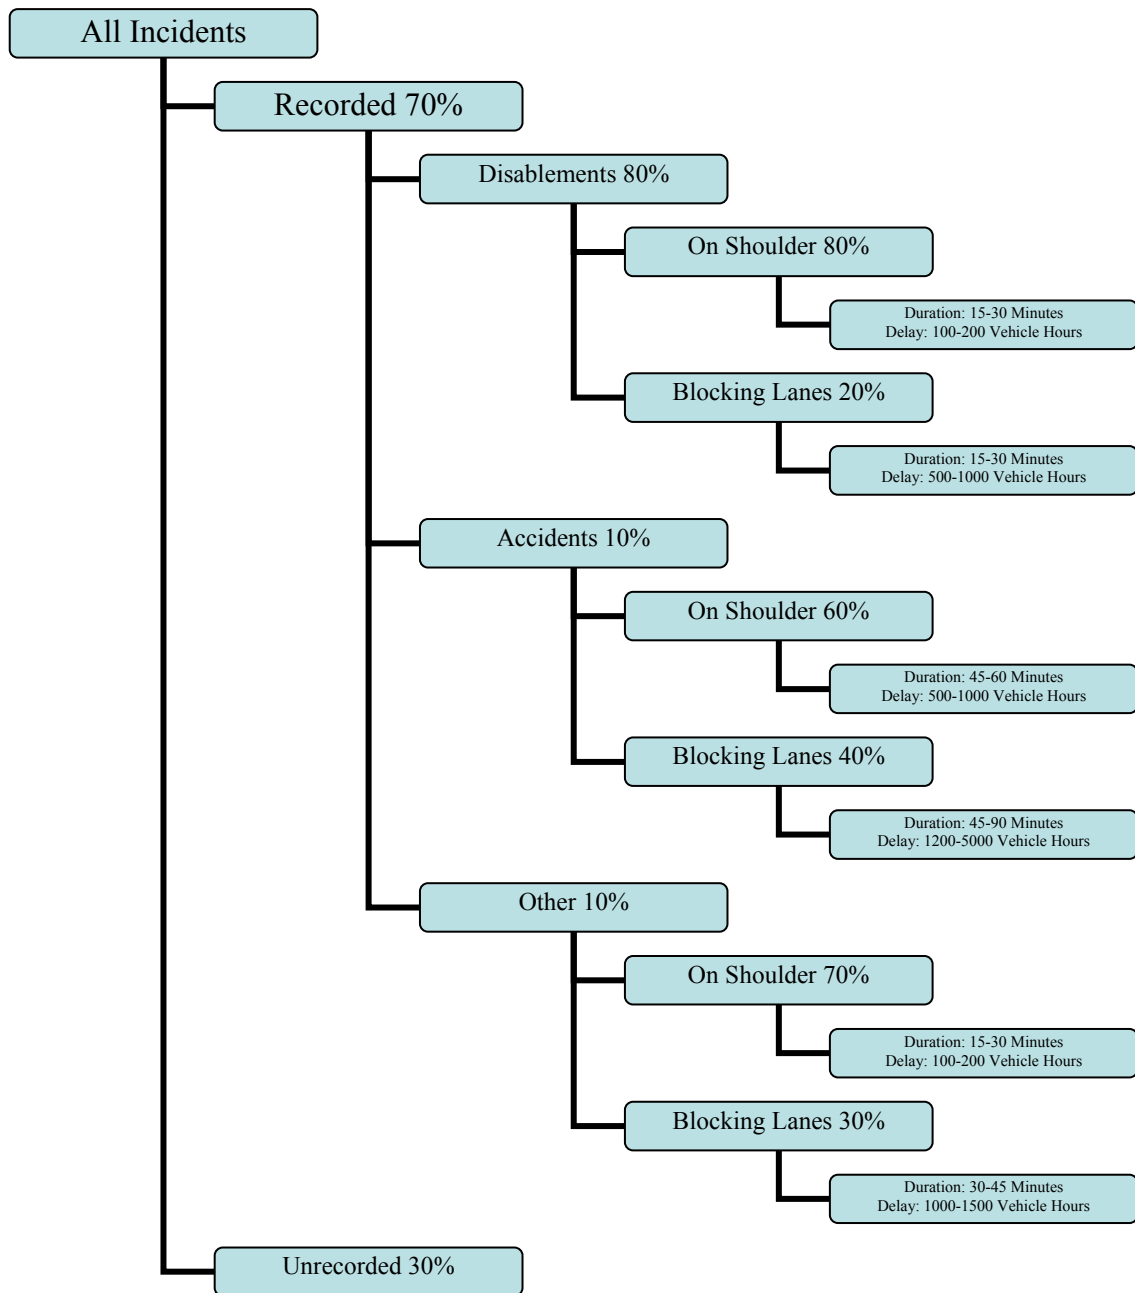 All Incidents
Recorded 70%
Disablements 80%
On Shoulder 80%
Duration: 15-30 Minutes
Delay: 100-200 Vehicle Hours
Blocking Lanes 20%
Duration: 15-30 Minutes
Delay: 500-1000 Vehicle Hours
Accidents 10%
On Shoulder 60%
Duration: 45-60 Minutes
Delay: 500-1000 Vehicle Hours
Blocking Lanes 40%
Duration: 45-90 Minutes
Delay: 1200-5000 Vehicle Hours
Other 10%
On Shoulder 70%
Duration: 15-30 Minutes
Delay: 100-200 Vehicle Hours
Blocking Lanes 30%
Duration: 30-45 Minutes
Delay: 1000-1500 Vehicle Hours
Unrecorded 30%